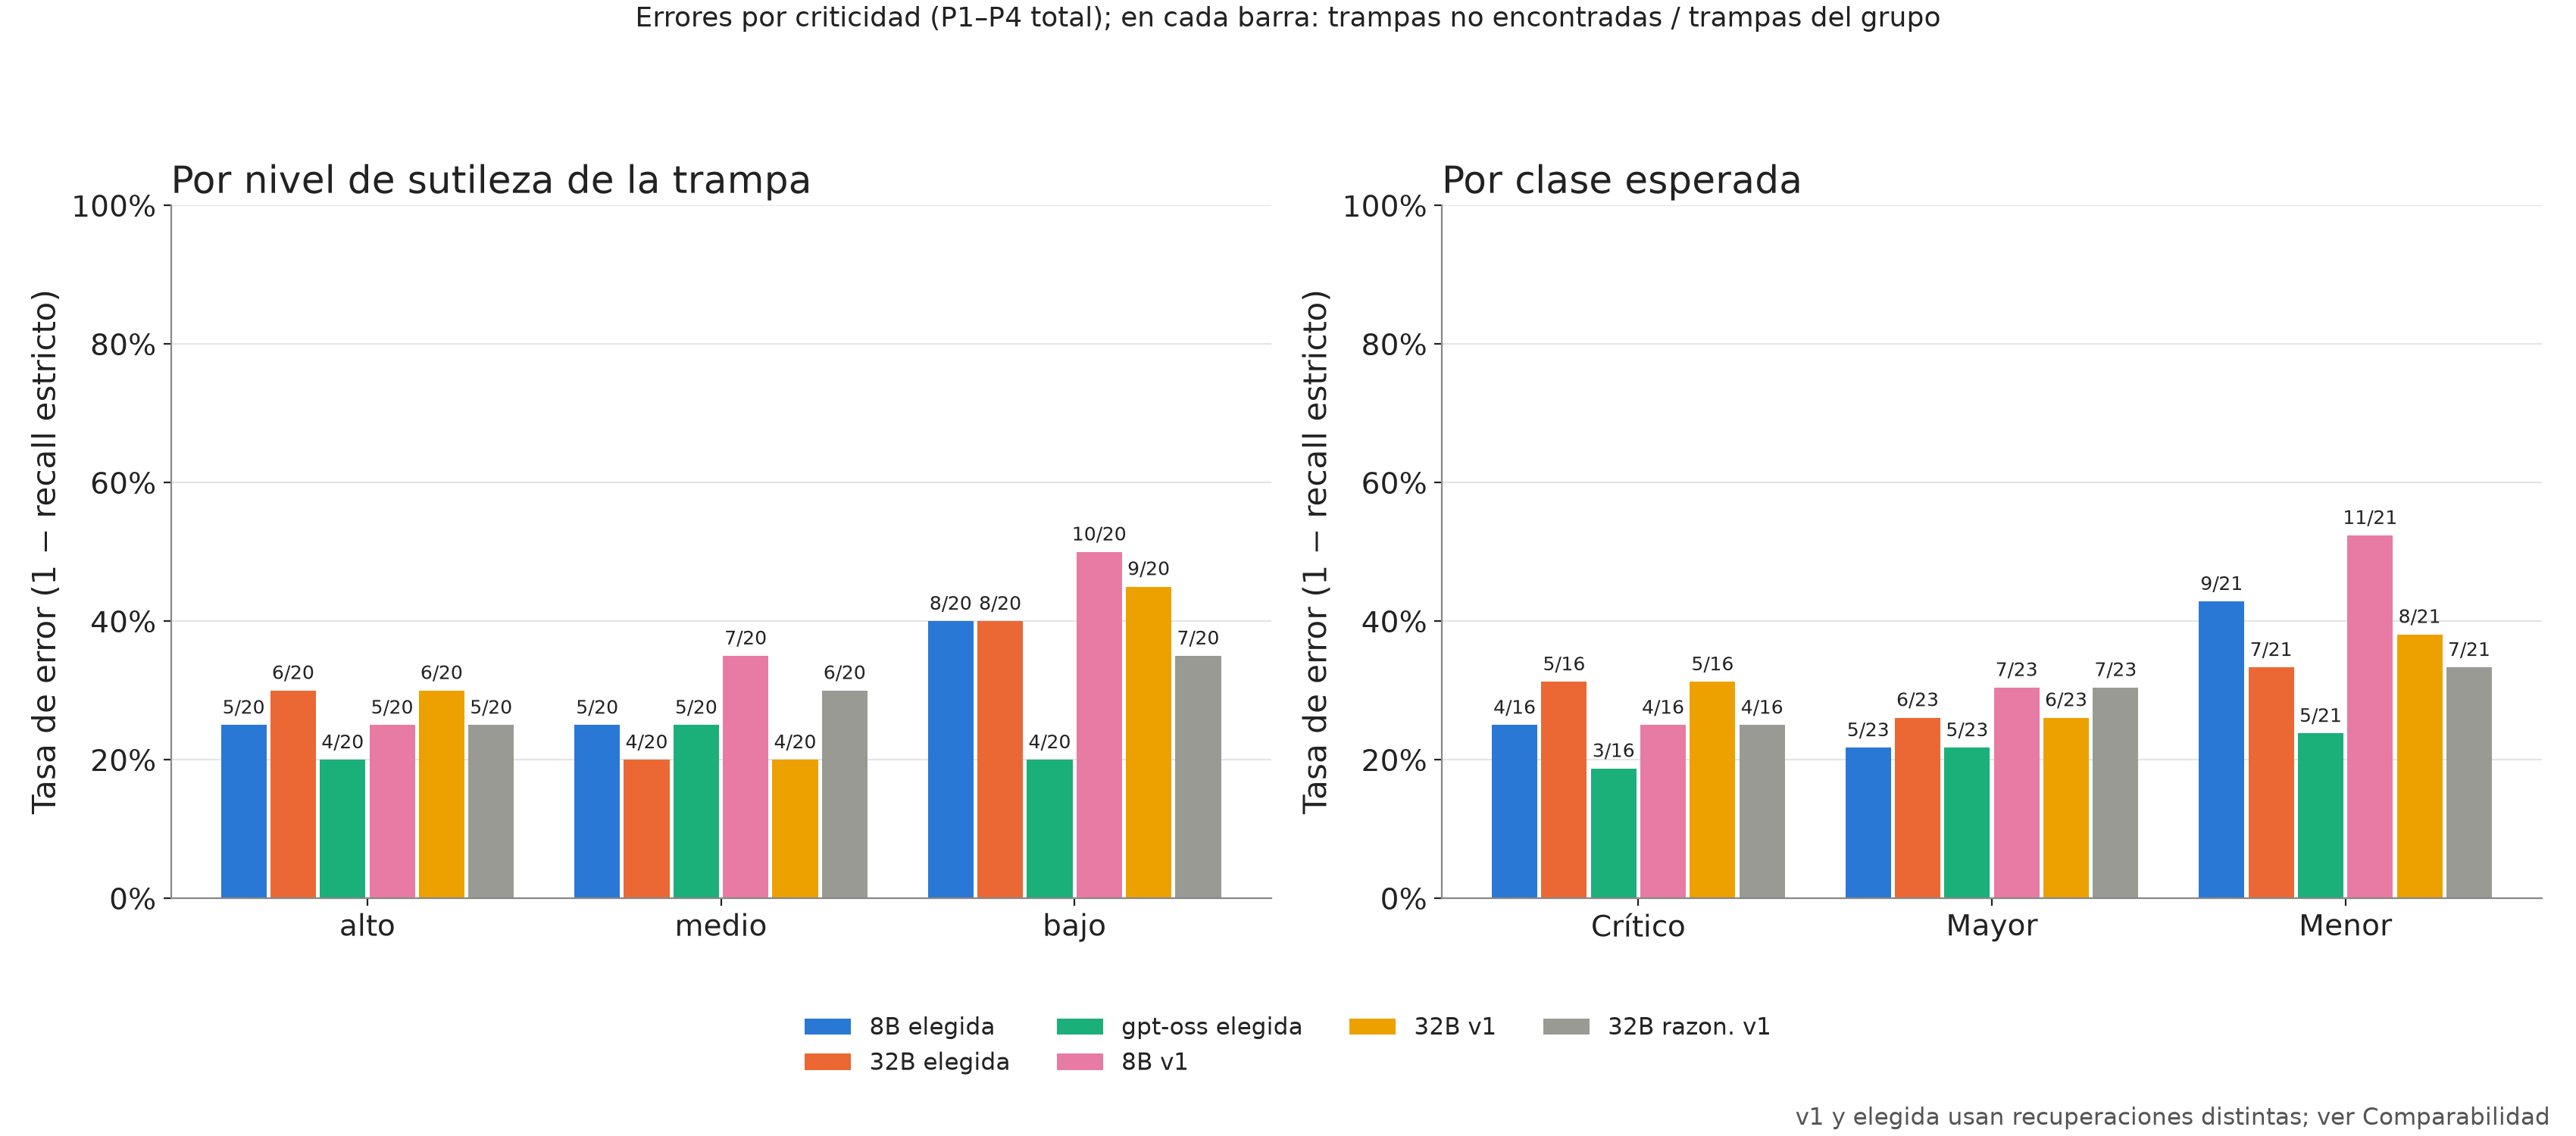 Errores por criticidad (P1–P4 total); en cada barra: trampas no encontradas / trampas del grupo
Por nivel de sutileza de la trampa
Tasa de error (1 − recall estricto)
100%
80%
60%
40%
20%
0%
5/20 6/20 4/20 5/20 6/20 5/20
5/20 4/20 5/20 7/20 4/20 6/20
8/20 8/20 4/20 10/20 9/20 7/20
alto medio bajo
Por clase esperada
Tasa de error (1 − recall estricto)
100%
80%
60%
40%
20%
0%
4/16 5/16 3/16 4/16 5/16 4/16
5/23 6/23 5/23 7/23 6/23 7/23
9/21 7/21 5/21 11/21 8/21 7/21
Crítico Mayor Menor
8B elegida gpt-oss elegida 32B v1 32B razon. v1
32B elegida 8B v1
v1 y elegida usan recuperaciones distintas; ver Comparabilidad